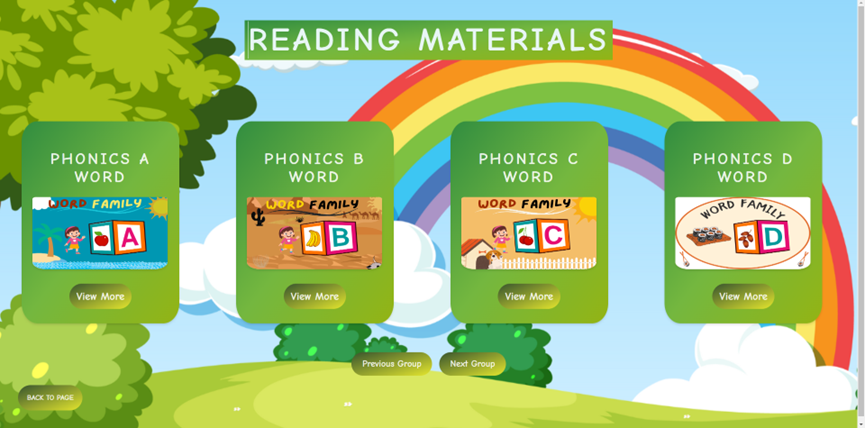 READING MATERIALS
PHONICS A
WORD
WORD FAMILY
A
View More
PHONICS B
WORD
WORD FAMILY
B
View More
PHONICS C
WORD
WORD FAMILY
C
View More
PHONICS D
WORD
WORD FAMILY
D
View More
Previous Group
Next Group
BACK TO PAGE